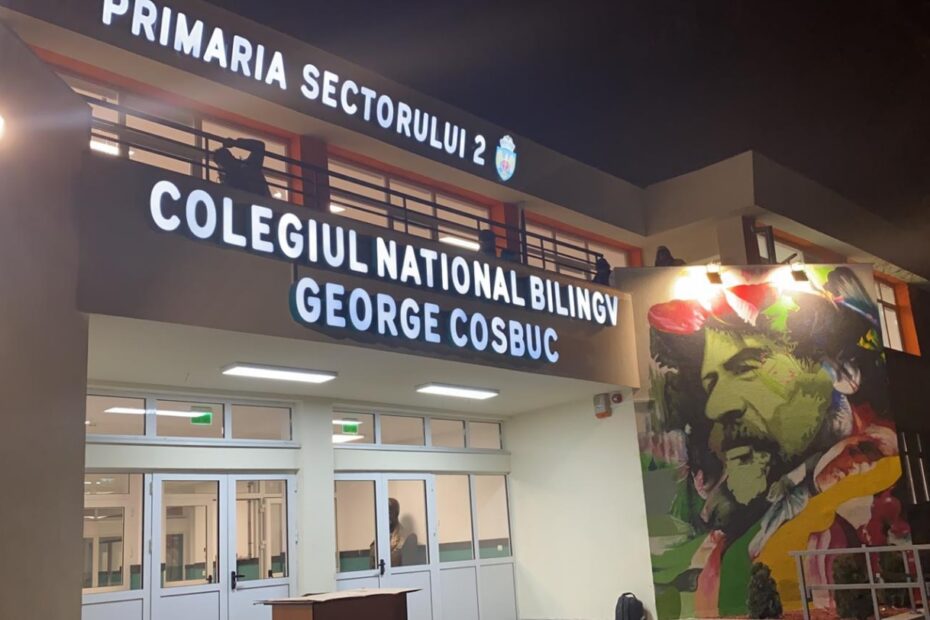 PRIMARIA SECTORULUI 2
COLEGIUL NATIONAL BILINGV
GEORGE COSBUC